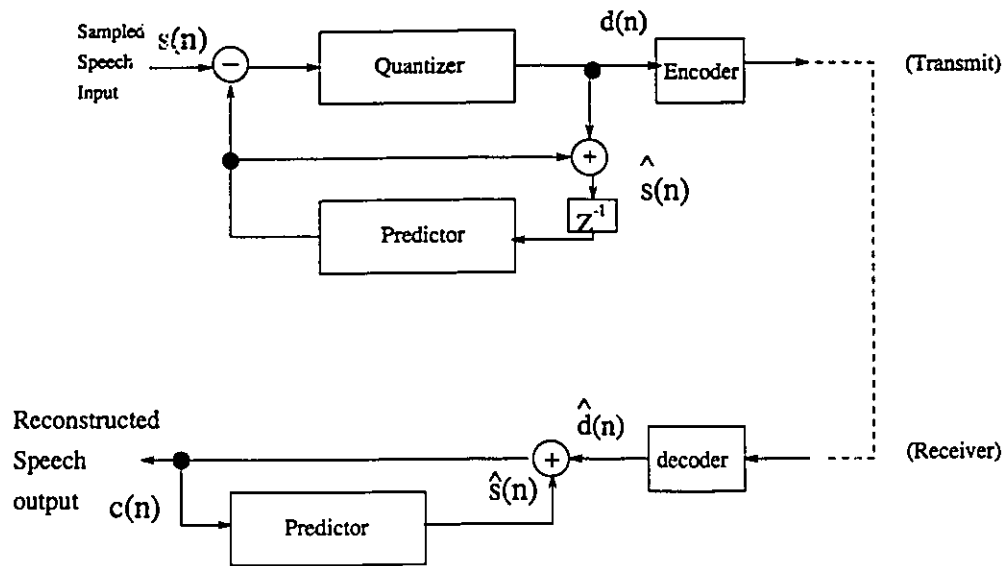 Sampled
Speech
Input
s(n)
−
Quantizer
d(n)
Encoder
(Transmit)
+
ŝ(n)
Z⁻¹
Predictor
Reconstructed
Speech
output
c(n)
Predictor
+
ŝ(n)
d̂(n)
decoder
(Receiver)